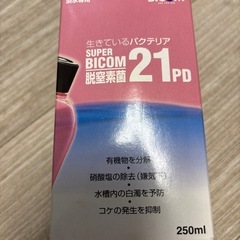 生きているバクテリア
SUPER
BICOM 21PD
脱窒素菌
有機物を分解
硝酸塩の除去(嫌気
水槽内の白濁を予防
コケの発生を抑制
250ml